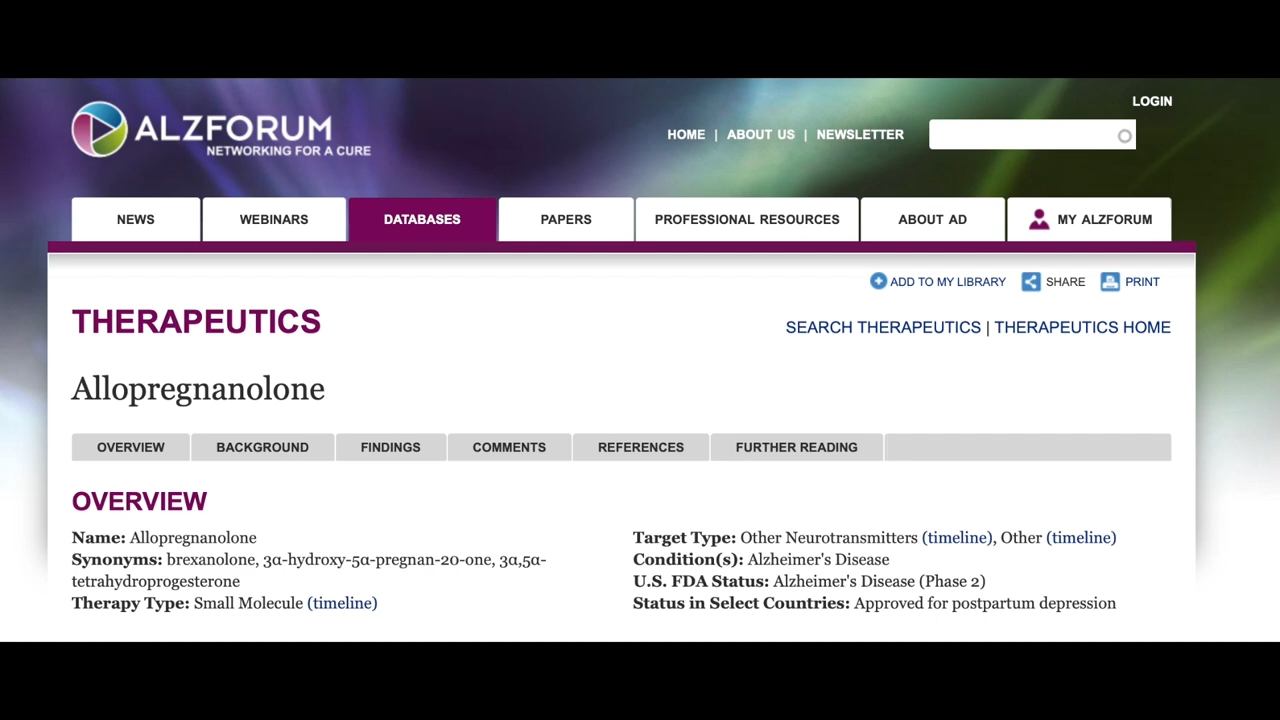 LOGIN
ALZFORUM
NETWORKING FOR A CURE
HOME | ABOUT US | NEWSLETTER
NEWS WEBINARS DATABASES PAPERS PROFESSIONAL RESOURCES ABOUT AD MY ALZFORUM
ADD TO MY LIBRARY SHARE PRINT
THERAPEUTICS
SEARCH THERAPEUTICS | THERAPEUTICS HOME
Allopregnanolone
OVERVIEW BACKGROUND FINDINGS COMMENTS REFERENCES FURTHER READING
OVERVIEW
Name: Allopregnanolone
Synonyms: brexanolone, 3α-hydroxy-5α-pregnan-20-one, 3α,5α-
tetrahydroprogesterone
Therapy Type: Small Molecule (timeline)
Target Type: Other Neurotransmitters (timeline), Other (timeline)
Condition(s): Alzheimer's Disease
U.S. FDA Status: Alzheimer's Disease (Phase 2)
Status in Select Countries: Approved for postpartum depression